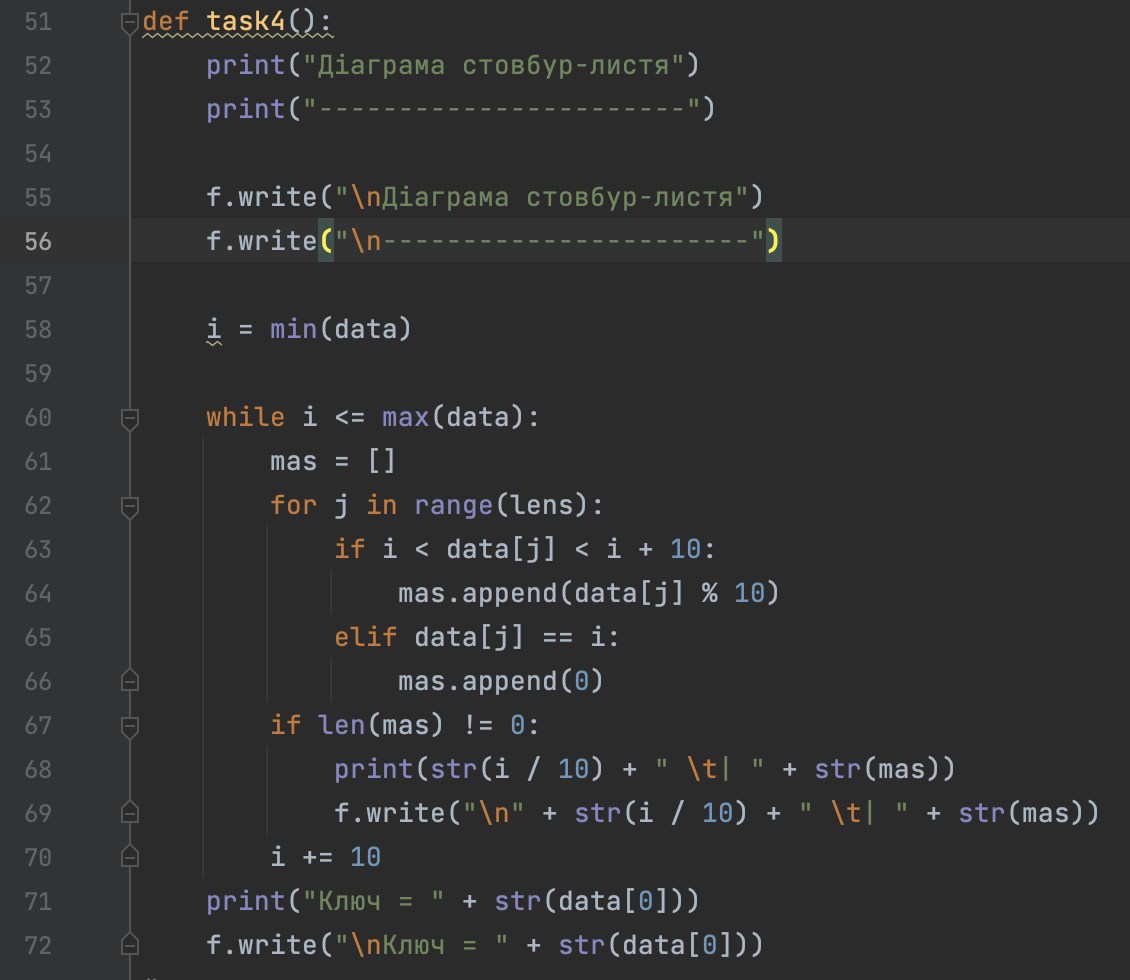 51 def task4():
52     print("Діаграма стовбур-листя")
53     print("-----------------------")
54
55     f.write("\nДіаграма стовбур-листя")
56     f.write("\n-----------------------")
57
58     i = min(data)
59
60     while i <= max(data):
61         mas = []
62         for j in range(lens):
63             if i < data[j] < i + 10:
64                 mas.append(data[j] % 10)
65             elif data[j] == i:
66                 mas.append(0)
67         if len(mas) != 0:
68             print(str(i / 10) + " \t| " + str(mas))
69             f.write("\n" + str(i / 10) + " \t| " + str(mas))
70         i += 10
71     print("Ключ = " + str(data[0]))
72     f.write("\nКлюч = " + str(data[0]))